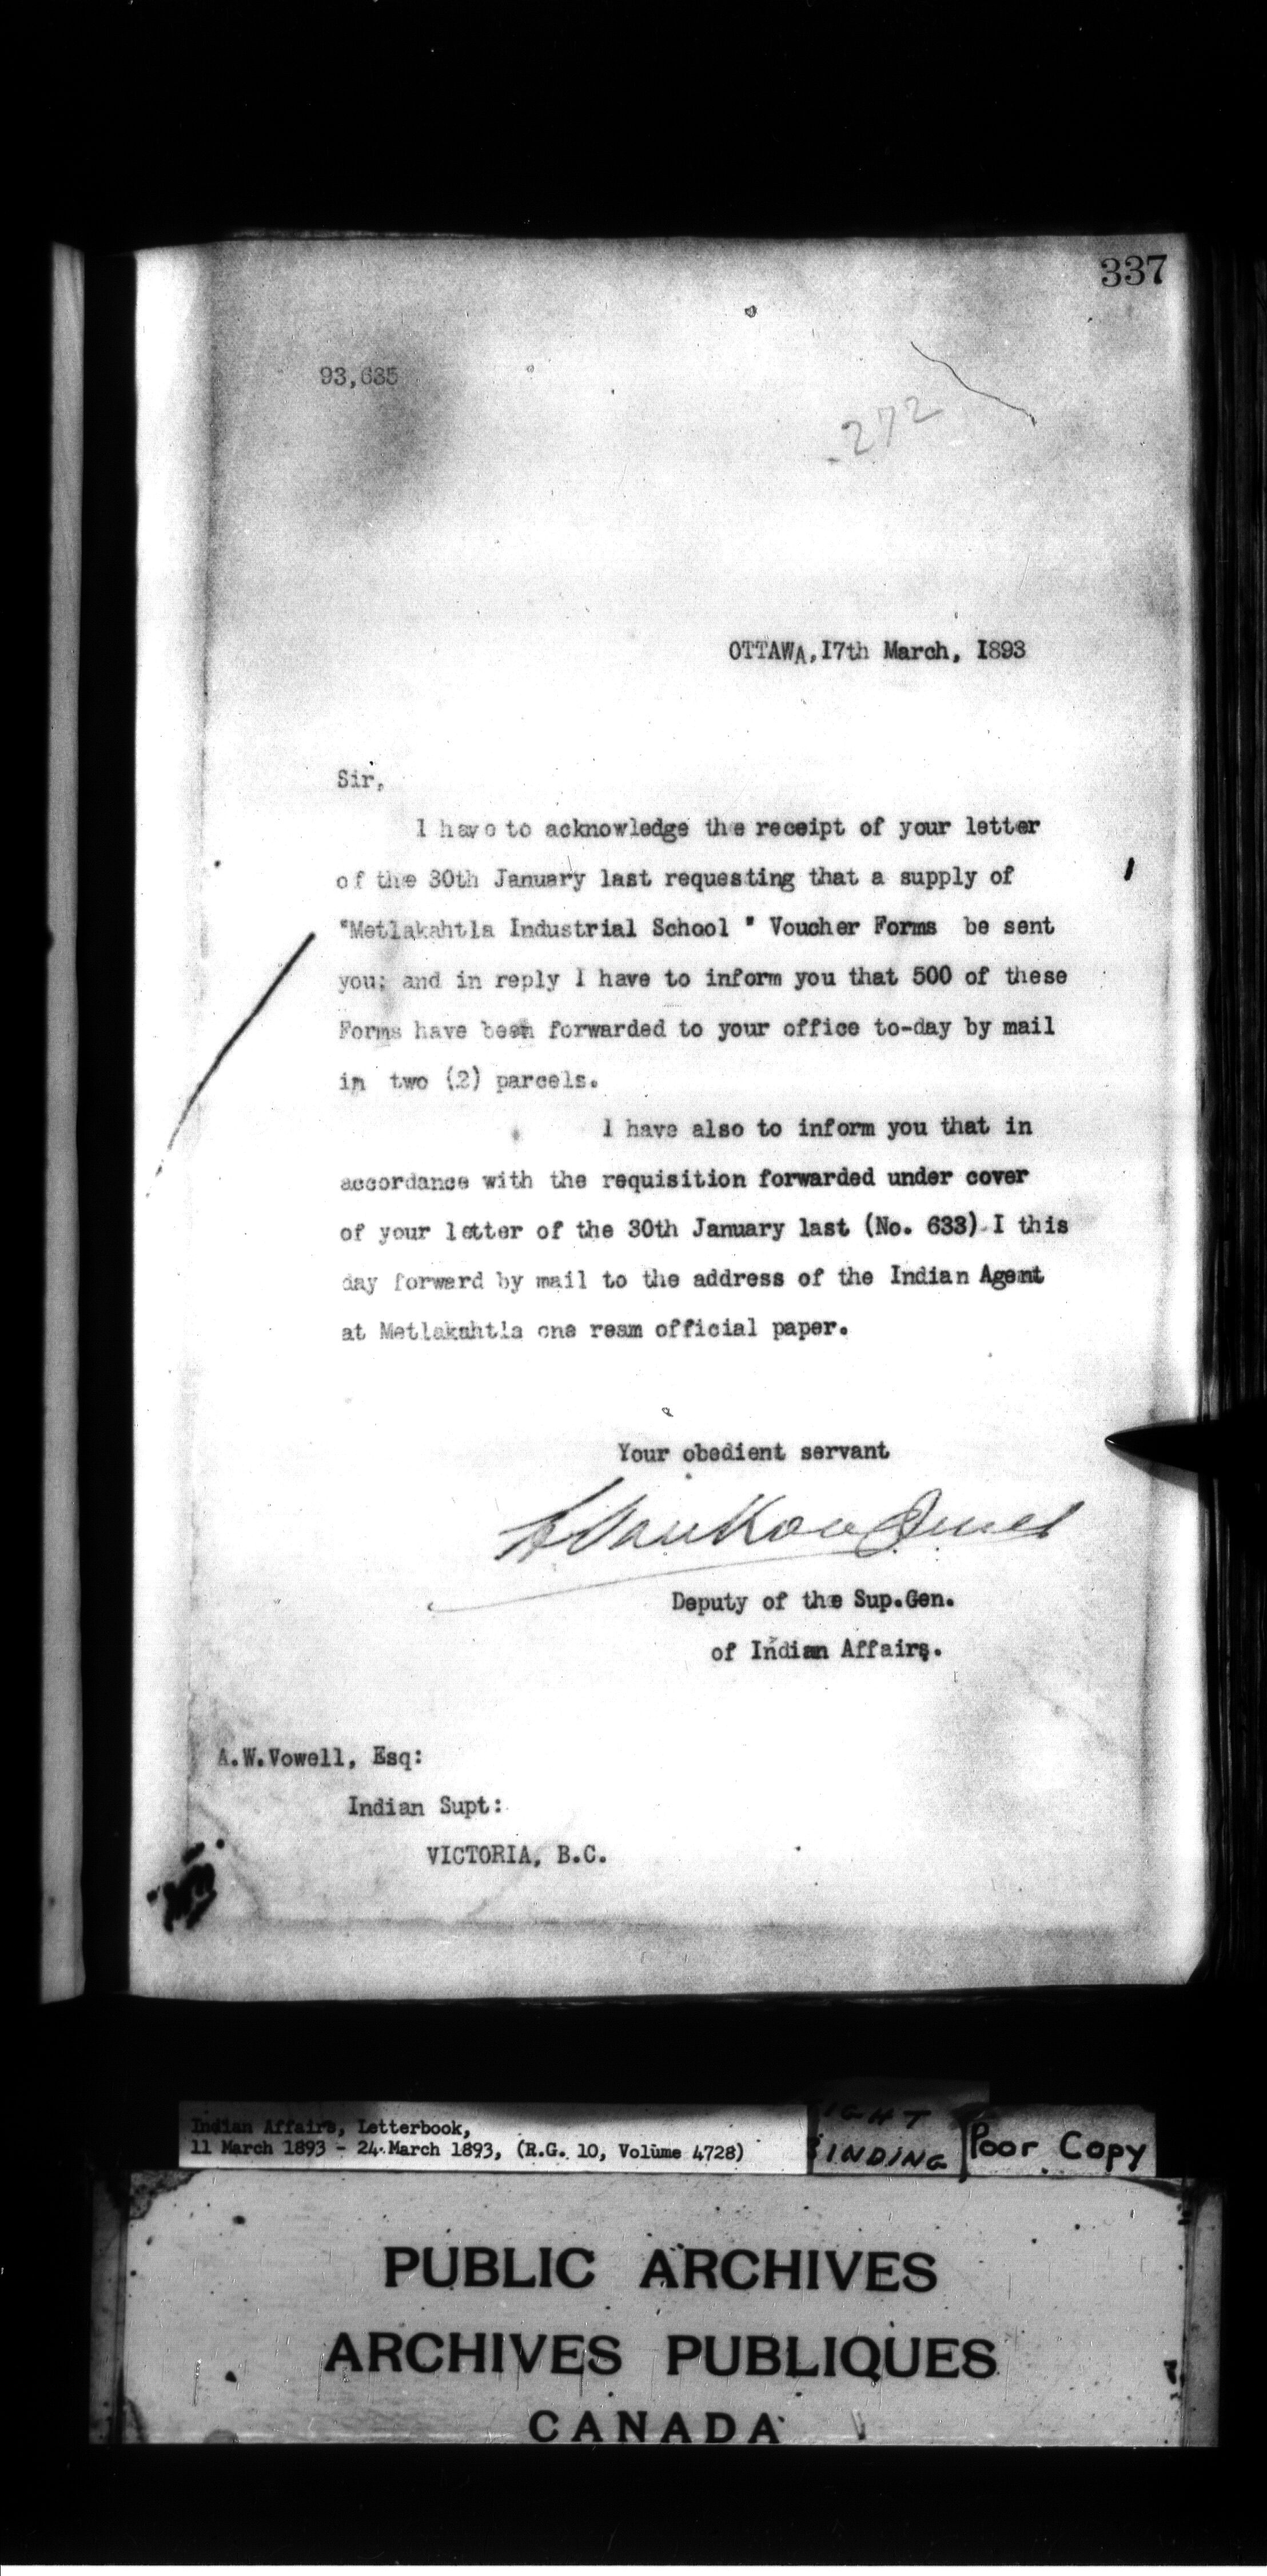 337
93,635
272
OTTAWA, 17th March, 1893
Sir,
I have to acknowledge the receipt of your letter
of the 30th January last requesting that a supply of
"Metlakahtla Industrial School " Voucher Forms be sent
you; and in reply I have to inform you that 500 of these
Forms have been forwarded to your office to-day by mail
in two (2) parcels.
I have also to inform you that in
accordance with the requisition forwarded under cover
of your letter of the 30th January last (No. 633) I this
day forward by mail to the address of the Indian Agent
at Metlakahtla one ream official paper.
Your obedient servant
Deputy of the Sup.Gen.
of Indian Affairs.
A.W.Vowell, Esq:
Indian Supt:
VICTORIA, B.C.
Indian Affairs, Letterbook,
11 March 1893 - 24 March 1893, (R.G. 10, Volume 4728)
Poor Copy
PUBLIC ARCHIVES
ARCHIVES PUBLIQUES
CANADA